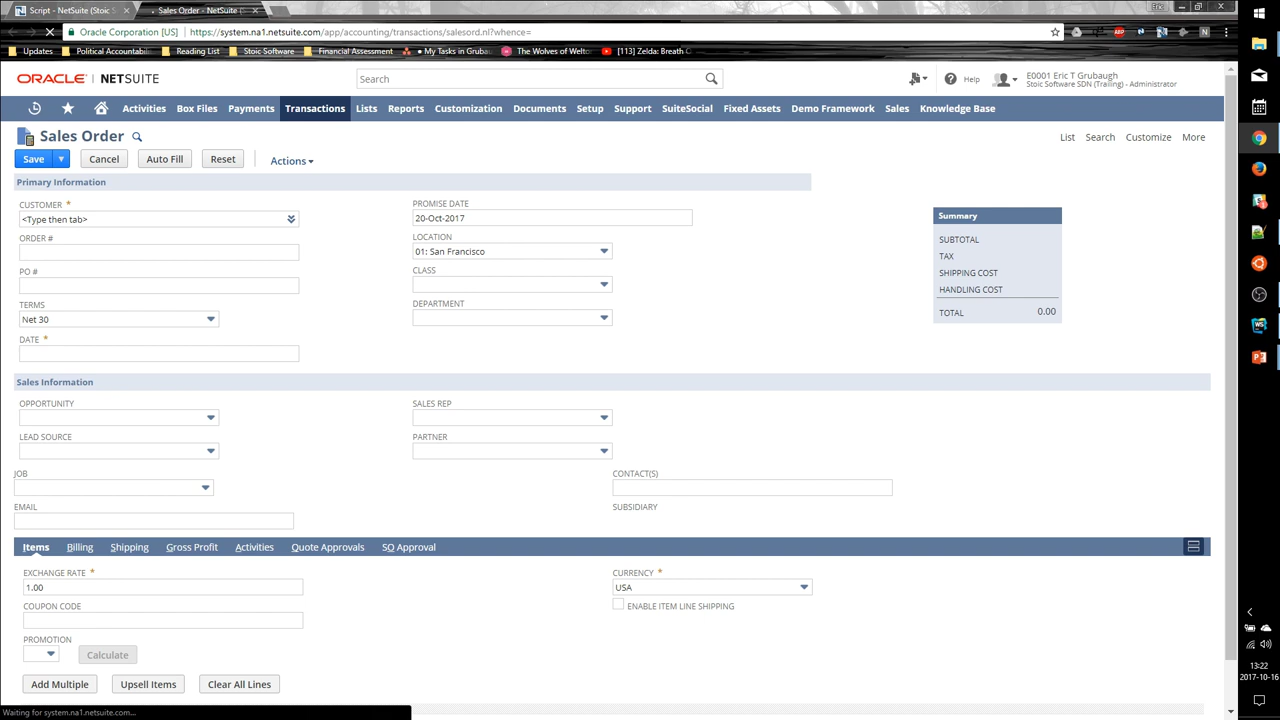 Script - NetSuite (Stoic
Sales Order - NetSuite (S
Eric
Oracle Corporation [US]
https://system.na1.netsuite.com/app/accounting/transactions/salesord.nl?whence=
Updates
Political Accountabi
Reading List
Stoic Software
Financial Assessment
My Tasks in Gruba
The Wolves of Welto
[113] Zelda: Breath C
ORACLE NETSUITE
Search
Help
E0001 Eric T Grubaugh
Stoic Software SDN (Trailing) - Administrator
Activities
Box Files
Payments
Transactions
Lists
Reports
Customization
Documents
Setup
Support
SuiteSocial
Fixed Assets
Demo Framework
Sales
Knowledge Base
Sales Order
List
Search
Customize
More
Save
Cancel
Auto Fill
Reset
Actions
Primary Information
CUSTOMER *
<Type then tab>
ORDER #
PO #
TERMS
Net 30
DATE *
PROMISE DATE
20-Oct-2017
LOCATION
01: San Francisco
CLASS
DEPARTMENT
Summary
SUBTOTAL
TAX
SHIPPING COST
HANDLING COST
TOTAL 0.00
Sales Information
OPPORTUNITY
LEAD SOURCE
SALES REP
PARTNER
JOB
EMAIL
CONTACT(S)
SUBSIDIARY
Items
Billing
Shipping
Gross Profit
Activities
Quote Approvals
SO Approval
EXCHANGE RATE *
1.00
COUPON CODE
PROMOTION
Calculate
CURRENCY *
USA
ENABLE ITEM LINE SHIPPING
Add Multiple
Upsell Items
Clear All Lines
Waiting for system.na1.netsuite.com...
13:22
2017-10-16